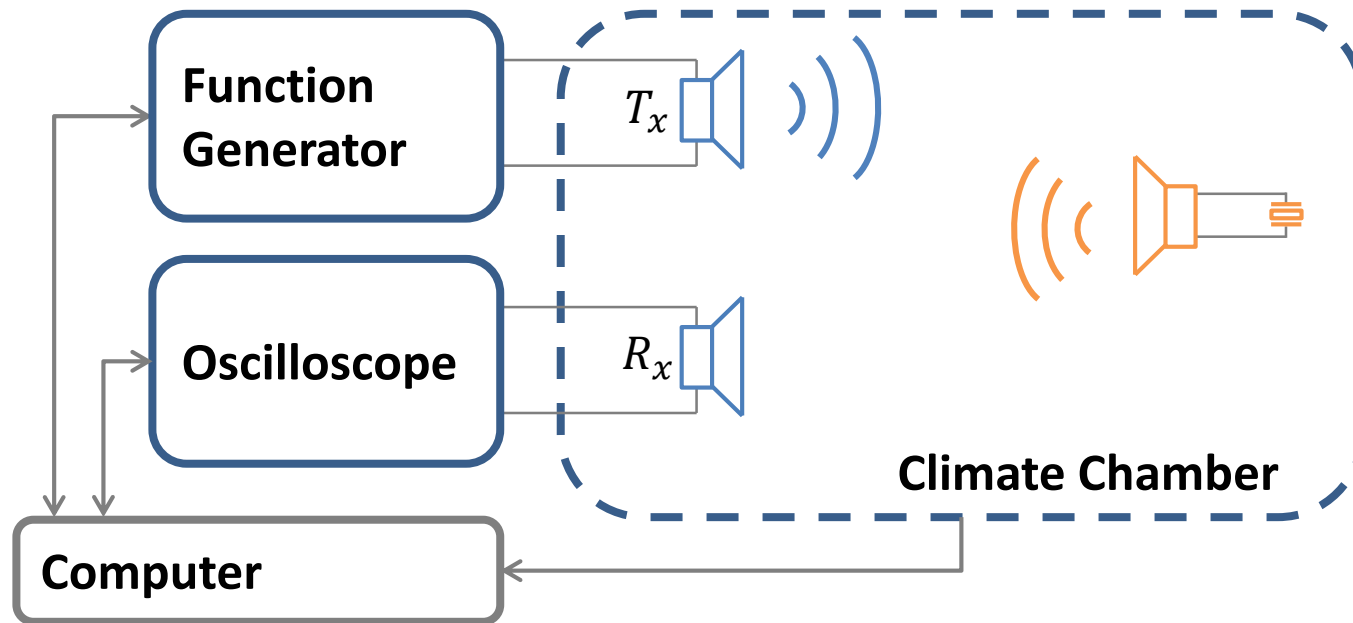 Function
Generator
Tₓ
Oscilloscope
Rₓ
Climate Chamber
Computer